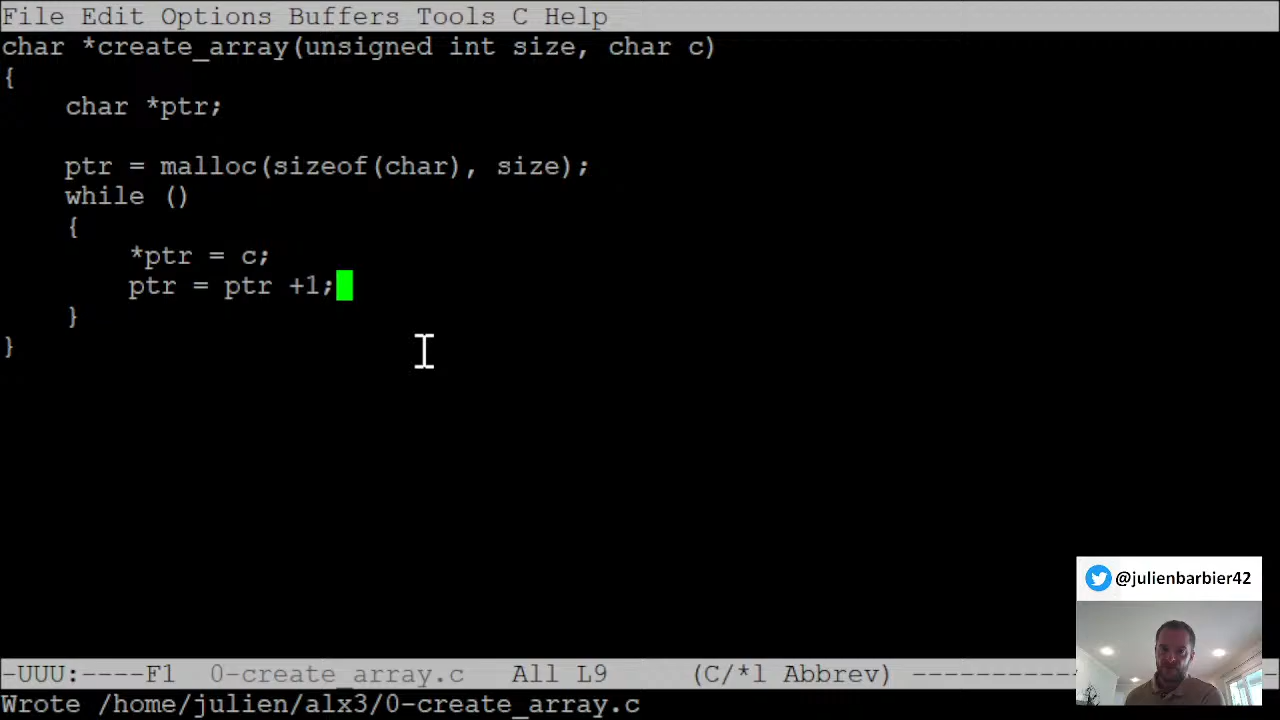 File Edit Options Buffers Tools C Help
char *create_array(unsigned int size, char c)
{
    char *ptr;

    ptr = malloc(sizeof(char), size);
    while ()
    {
        *ptr = c;
        ptr = ptr +1;
    }
}
@julienbarbier42
-UUU:----F1  0-create_array.c   All L9     (C/*l Abbrev) ----------
Wrote /home/julien/alx3/0-create_array.c